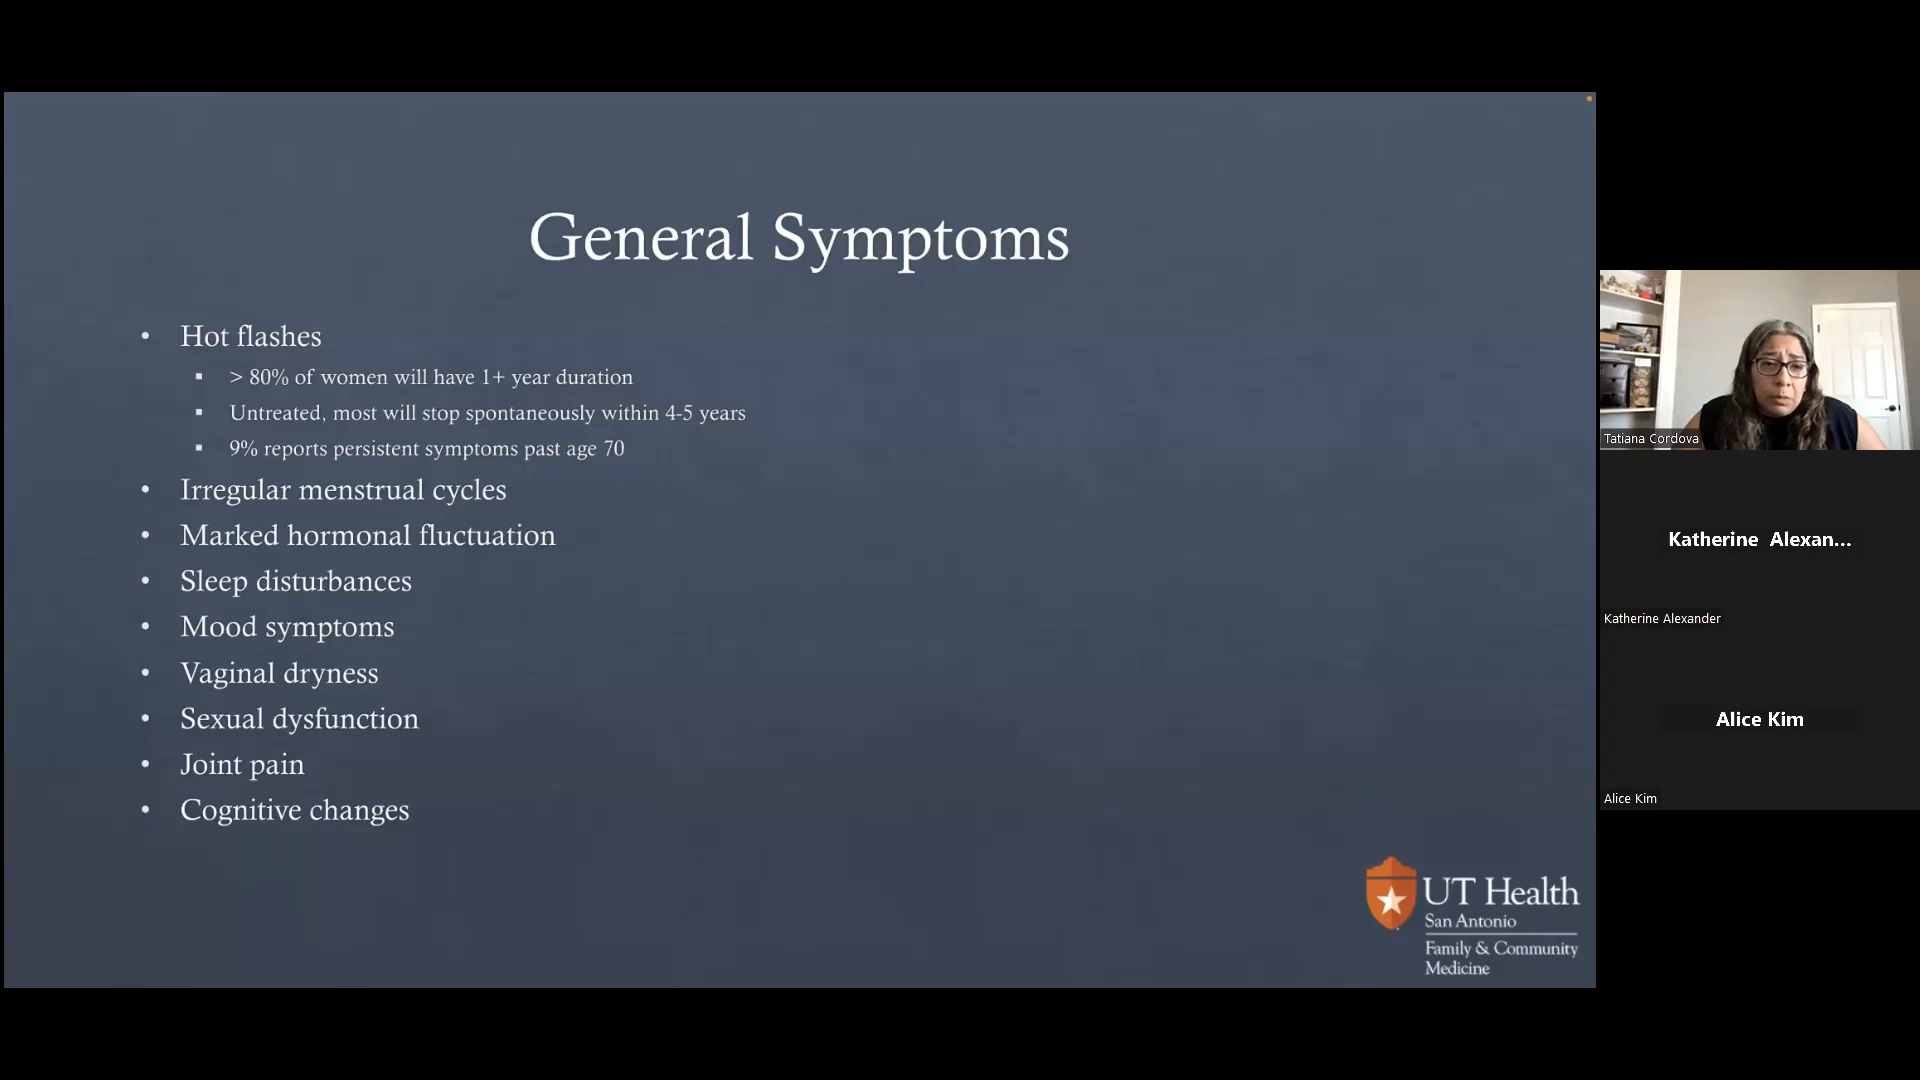 General Symptoms
• Hot flashes
▪ > 80% of women will have 1+ year duration
▪ Untreated, most will stop spontaneously within 4-5 years
▪ 9% reports persistent symptoms past age 70
• Irregular menstrual cycles
• Marked hormonal fluctuation
• Sleep disturbances
• Mood symptoms
• Vaginal dryness
• Sexual dysfunction
• Joint pain
• Cognitive changes
UT Health
San Antonio
Family & Community
Medicine
Tatiana Cordova
Katherine Alexan...
Katherine Alexander
Alice Kim
Alice Kim